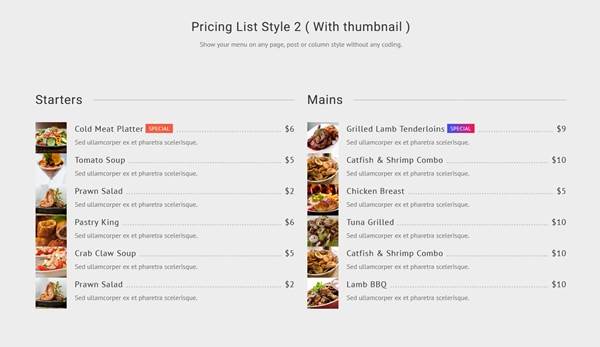 Pricing List Style 2 ( With thumbnail )
Show your menu on any page, post or column style without any coding.
Starters
Cold Meat Platter SPECIAL $6
Sed ullamcorper ex et pharetra scelerisque.
Tomato Soup $5
Sed ullamcorper ex et pharetra scelerisque.
Prawn Salad $2
Sed ullamcorper ex et pharetra scelerisque.
Pastry King $6
Sed ullamcorper ex et pharetra scelerisque.
Crab Claw Soup $5
Sed ullamcorper ex et pharetra scelerisque.
Prawn Salad $2
Sed ullamcorper ex et pharetra scelerisque.
Mains
Grilled Lamb Tenderloins SPECIAL $9
Sed ullamcorper ex et pharetra scelerisque.
Catfish & Shrimp Combo $10
Sed ullamcorper ex et pharetra scelerisque.
Chicken Breast $5
Sed ullamcorper ex et pharetra scelerisque.
Tuna Grilled $10
Sed ullamcorper ex et pharetra scelerisque.
Catfish & Shrimp Combo $10
Sed ullamcorper ex et pharetra scelerisque.
Lamb BBQ $10
Sed ullamcorper ex et pharetra scelerisque.